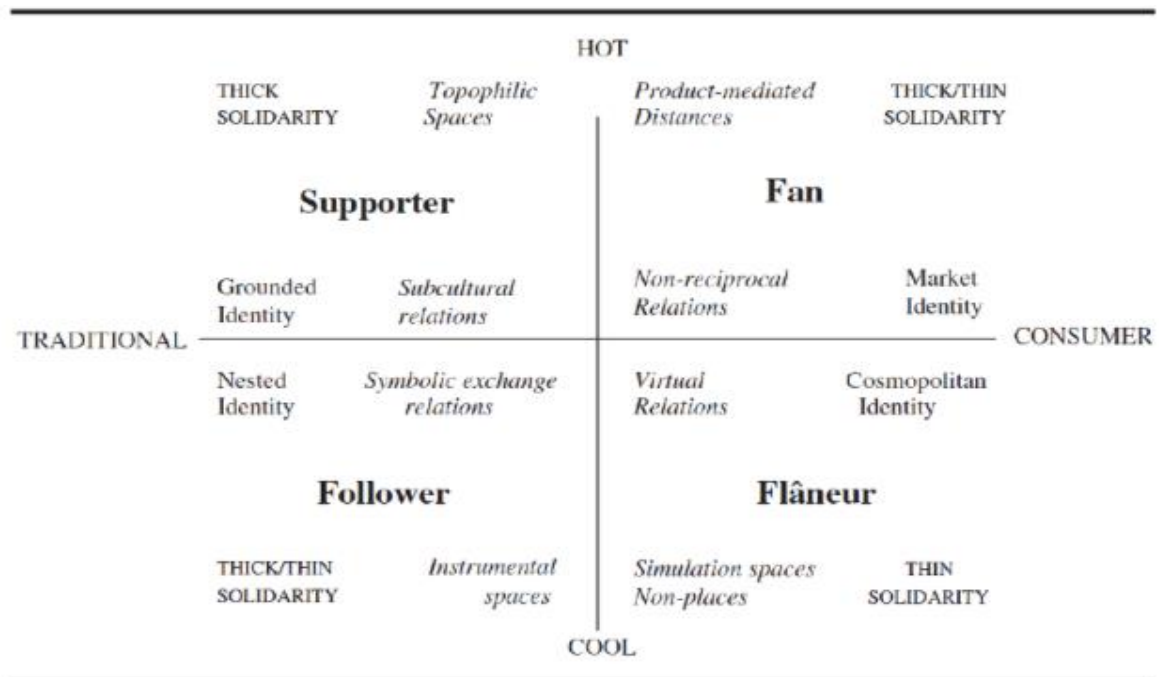 HOT
THICK Topophilic Product-mediated THICK/THIN
SOLIDARITY Spaces Distances SOLIDARITY
Supporter Fan
Grounded Subcultural Non-reciprocal Market
Identity relations Relations Identity
TRADITIONAL CONSUMER
Nested Symbolic exchange Virtual Cosmopolitan
Identity relations Relations Identity
Follower Flâneur
THICK/THIN Instrumental Simulation spaces THIN
SOLIDARITY spaces Non-places SOLIDARITY
COOL